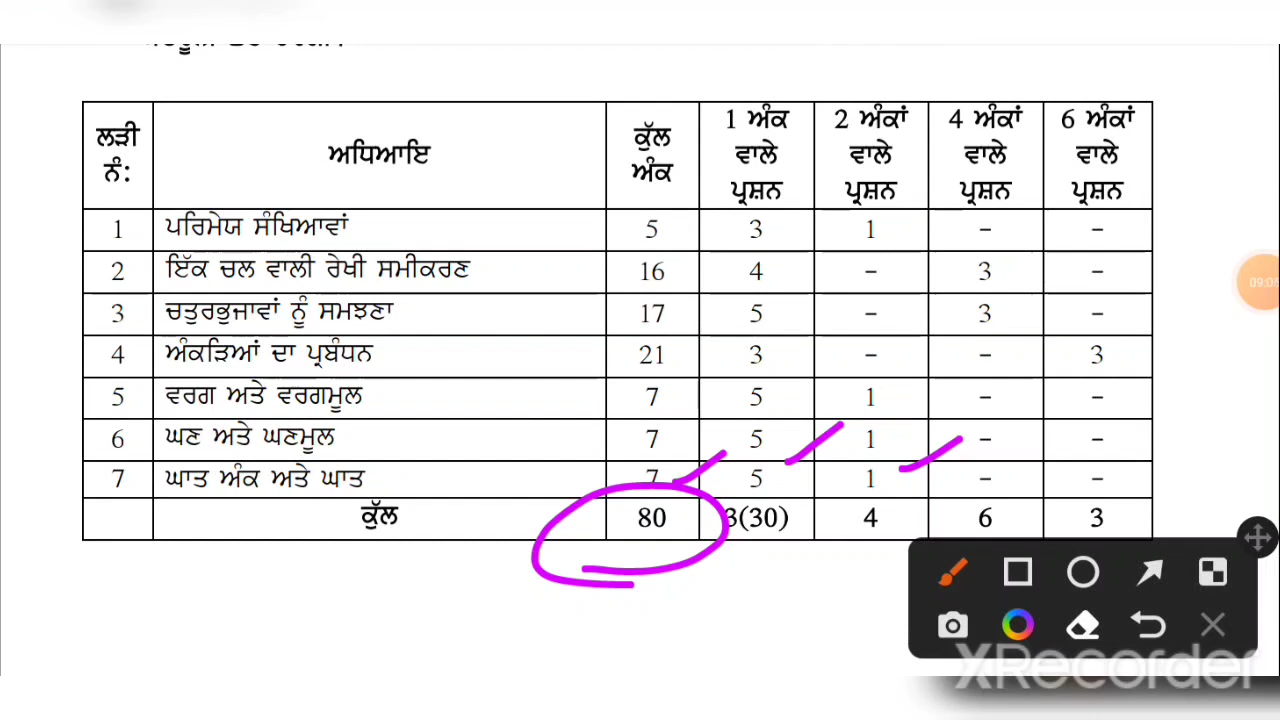 ਲੜੀ ਨੰ: ਅਧਿਆਇ ਕੁੱਲ ਅੰਕ 1 ਅੰਕ ਵਾਲੇ ਪ੍ਰਸ਼ਨ 2 ਅੰਕਾਂ ਵਾਲੇ ਪ੍ਰਸ਼ਨ 4 ਅੰਕਾਂ ਵਾਲੇ ਪ੍ਰਸ਼ਨ 6 ਅੰਕਾਂ ਵਾਲੇ ਪ੍ਰਸ਼ਨ
1 ਪਰਿਮੇਯ ਸੰਖਿਆਵਾਂ 5 3 1 - -
2 ਇੱਕ ਚਲ ਵਾਲੀ ਰੇਖੀ ਸਮੀਕਰਣ 16 4 - 3 -
3 ਚਤੁਰਭੁਜਾਵਾਂ ਨੂੰ ਸਮਝਣਾ 17 5 - 3 -
4 ਅੰਕੜਿਆਂ ਦਾ ਪ੍ਰਬੰਧਨ 21 3 - - 3
5 ਵਰਗ ਅਤੇ ਵਰਗਮੂਲ 7 5 1 - -
6 ਘਣ ਅਤੇ ਘਣਮੂਲ 7 5 1 - -
7 ਘਾਤ ਅੰਕ ਅਤੇ ਘਾਤ 7 5 1 - -
ਕੁੱਲ 80 3(30) 4 6 3
09:05
XRecorder